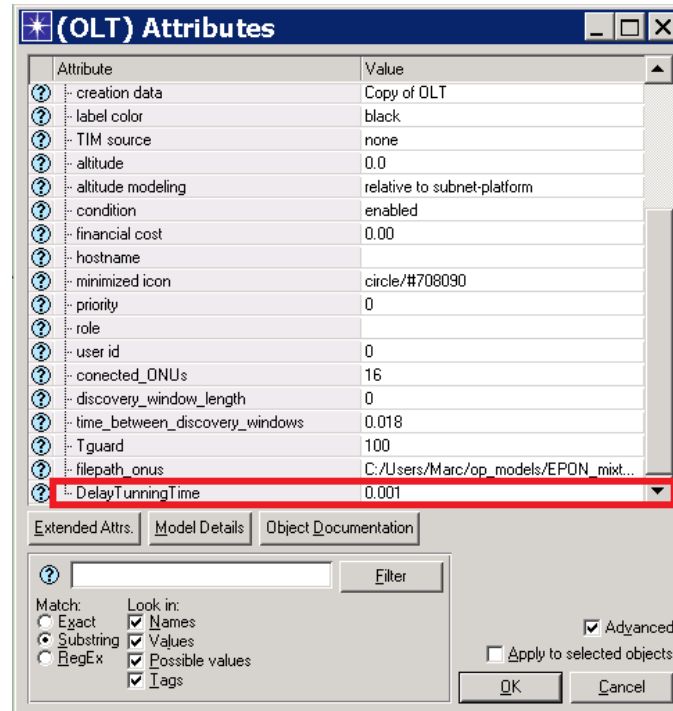 (OLT) Attributes
Attribute Value
creation data Copy of OLT
label color black
TIM source none
altitude 0.0
altitude modeling relative to subnet-platform
condition enabled
financial cost 0.00
hostname
minimized icon circle/#708090
priority 0
role
user id 0
conected_ONUs 16
discovery_window_length 0
time_between_discovery_windows 0.018
Tguard 100
filepath_onus C:/Users/Marc/op_models/EPON_mixt...
DelayTunningTime 0.001
Extended Attrs. Model Details Object Documentation
Filter
Match: Look in:
Exact Names
Substring Values
RegEx Possible values
Tags
Advanced
Apply to selected objects
OK Cancel